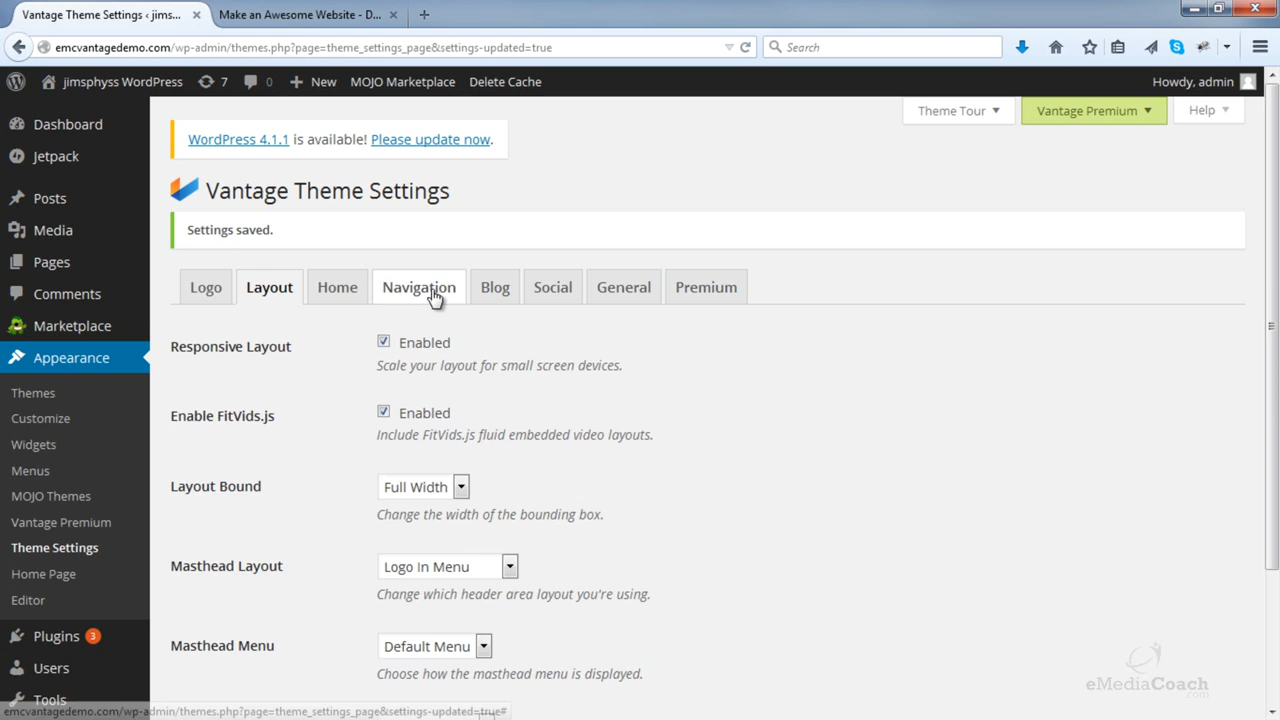 Vantage Theme Settings ‹ jims...
Make an Awesome Website - D...
emcvantagedemo.com/wp-admin/themes.php?page=theme_settings_page&settings-updated=true
Search
jimsphyss WordPress
7
0
New
MOJO Marketplace
Delete Cache
Howdy, admin
Theme Tour
Vantage Premium
Help
Dashboard
Jetpack
Posts
Media
Pages
Comments
Marketplace
Appearance
Themes
Customize
Widgets
Menus
MOJO Themes
Vantage Premium
Theme Settings
Home Page
Editor
Plugins 3
Users
Tools
WordPress 4.1.1 is available! Please update now.
Vantage Theme Settings
Settings saved.
Logo
Layout
Home
Navigation
Blog
Social
General
Premium
Responsive Layout
Enabled
Scale your layout for small screen devices.
Enable FitVids.js
Enabled
Include FitVids.js fluid embedded video layouts.
Layout Bound
Full Width
Change the width of the bounding box.
Masthead Layout
Logo In Menu
Change which header area layout you're using.
Masthead Menu
Default Menu
Choose how the masthead menu is displayed.
eMediaCoach
.com
emcvantagedemo.com/wp-admin/themes.php?page=theme_settings_page&settings-updated=true#